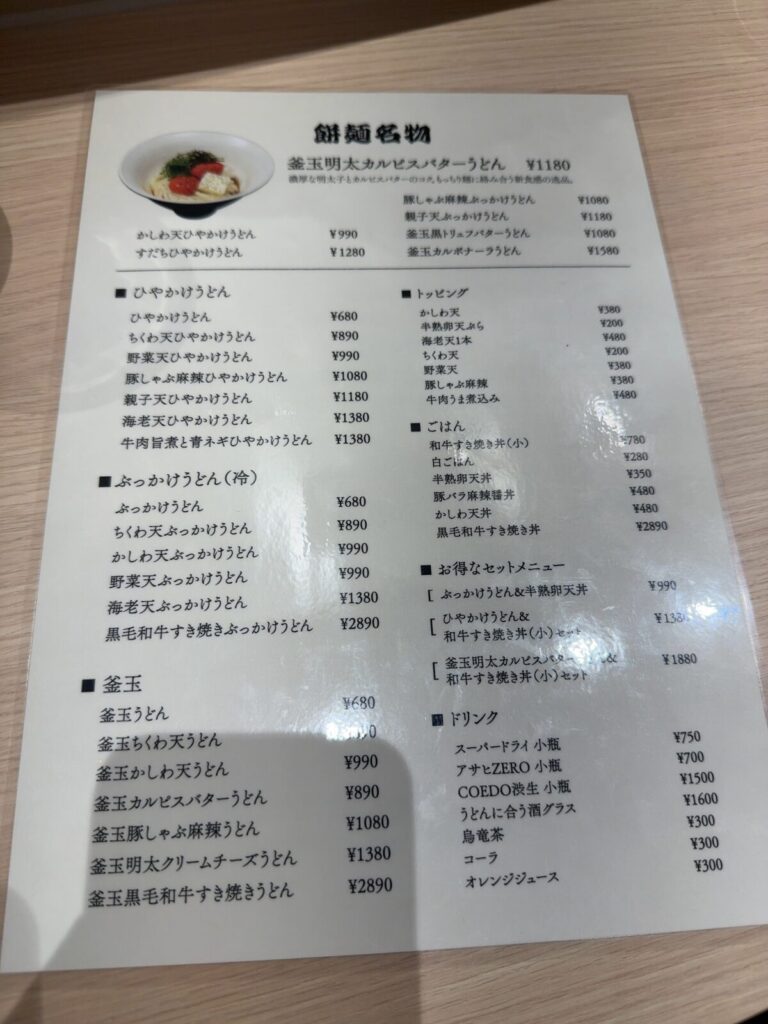 餅麺名物
釜玉明太カルピスバターうどん ¥1180
濃厚な明太子とカルピスバターのコク。もっちり麺に絡み合う新食感の逸品。
豚しゃぶ麻辣ぶっかけうどん ¥1080
親子天ぶっかけうどん ¥1180
かしわ天ひやかけうどん ¥990
釜玉黒トリュフバターうどん ¥1080
すだちひやかけうどん ¥1280
釜玉カルボナーラうどん ¥1580
■ ひやかけうどん
ひやかけうどん ¥680
ちくわ天ひやかけうどん ¥890
野菜天ひやかけうどん ¥990
豚しゃぶ麻辣ひやかけうどん ¥1080
親子天ひやかけうどん ¥1180
海老天ひやかけうどん ¥1380
牛肉旨煮と青ネギひやかけうどん ¥1380
■ ぶっかけうどん(冷)
ぶっかけうどん ¥680
ちくわ天ぶっかけうどん ¥890
かしわ天ぶっかけうどん ¥990
野菜天ぶっかけうどん ¥990
海老天ぶっかけうどん ¥1380
黒毛和牛すき焼きぶっかけうどん ¥2890
■ 釜玉
釜玉うどん ¥680
釜玉ちくわ天うどん
釜玉かしわ天うどん ¥990
釜玉カルピスバターうどん ¥890
釜玉豚しゃぶ麻辣うどん ¥1080
釜玉明太クリームチーズうどん ¥1380
釜玉黒毛和牛すき焼きうどん ¥2890
■ トッピング
かしわ天 ¥380
半熟卵天ぷら ¥200
海老天1本 ¥480
ちくわ天 ¥200
野菜天 ¥380
豚しゃぶ麻辣 ¥380
牛肉うま煮込み ¥480
■ ごはん
和牛すき焼き丼(小) ¥780
白ごはん ¥280
半熟卵天丼 ¥350
豚バラ麻辣醤丼 ¥480
かしわ天丼 ¥480
黒毛和牛すき焼き丼 ¥2890
■ お得なセットメニュー
[ ぶっかけうどん&半熟卵天丼 ¥990
[ ひやかけうどん& ¥1380
和牛すき焼き丼(小)セット
[ 釜玉明太カルピスバター & ¥1880
和牛すき焼き丼(小)セット
■ ドリンク
スーパードライ 小瓶 ¥750
アサヒZERO 小瓶 ¥700
COEDO渋生 小瓶 ¥1500
うどんに合う酒グラス ¥1600
烏竜茶 ¥300
コーラ ¥300
オレンジジュース ¥300